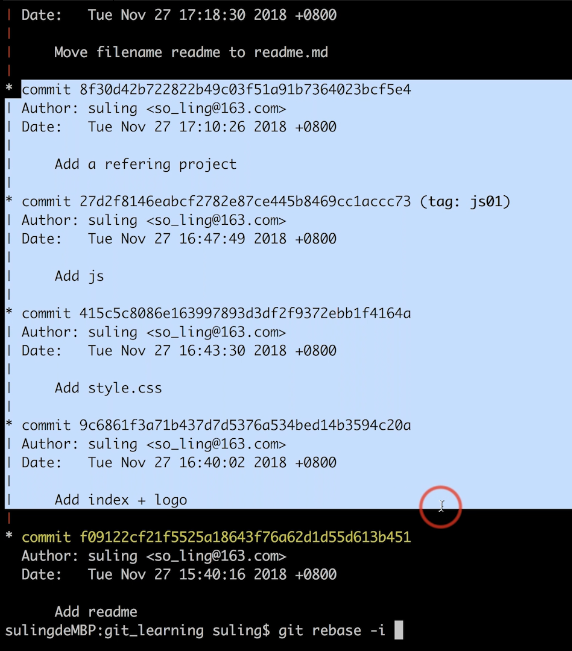 | Date:   Tue Nov 27 17:18:30 2018 +0800
|
|     Move filename readme to readme.md
|
* commit 8f30d42b722822b49c03f51a91b7364023bcf5e4
| Author: suling <so_ling@163.com>
| Date:   Tue Nov 27 17:10:26 2018 +0800
|
|     Add a refering project
|
* commit 27d2f8146eabcf2782e87ce445b8469cc1accc73 (tag: js01)
| Author: suling <so_ling@163.com>
| Date:   Tue Nov 27 16:47:49 2018 +0800
|
|     Add js
|
* commit 415c5c8086e163997893d3df2f9372ebb1f4164a
| Author: suling <so_ling@163.com>
| Date:   Tue Nov 27 16:43:30 2018 +0800
|
|     Add style.css
|
* commit 9c6861f3a71b437d7d5376a534bed14b3594c20a
| Author: suling <so_ling@163.com>
| Date:   Tue Nov 27 16:40:02 2018 +0800
|
|     Add index + logo
|
* commit f09122cf21f5525a18643f76a62d1d55d613b451
  Author: suling <so_ling@163.com>
  Date:   Tue Nov 27 15:40:16 2018 +0800
      Add readme
sulingdeMBP:git_learning suling$ git rebase -i